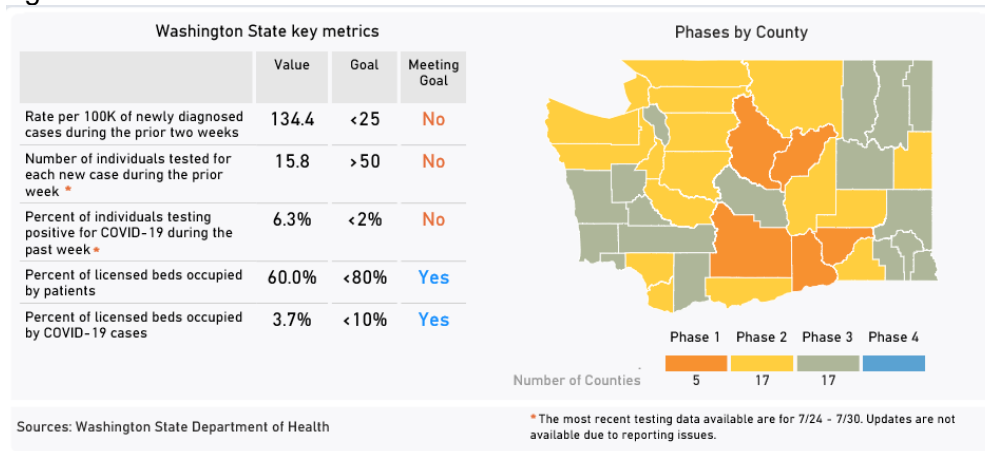 Washington State key metrics
Value Goal Meeting
Goal
Rate per 100K of newly diagnosed
cases during the prior two weeks
134.4 <25 No
Number of individuals tested for
each new case during the prior
week *
15.8 >50 No
Percent of individuals testing
positive for COVID-19 during the
past week *
6.3% <2% No
Percent of licensed beds occupied
by patients
60.0% <80% Yes
Percent of licensed beds occupied
by COVID-19 cases
3.7% <10% Yes
Phases by County
Phase 1 Phase 2 Phase 3 Phase 4
Number of Counties 5 17 17
Sources: Washington State Department of Health
* The most recent testing data available are for 7/24 - 7/30. Updates are not
available due to reporting issues.